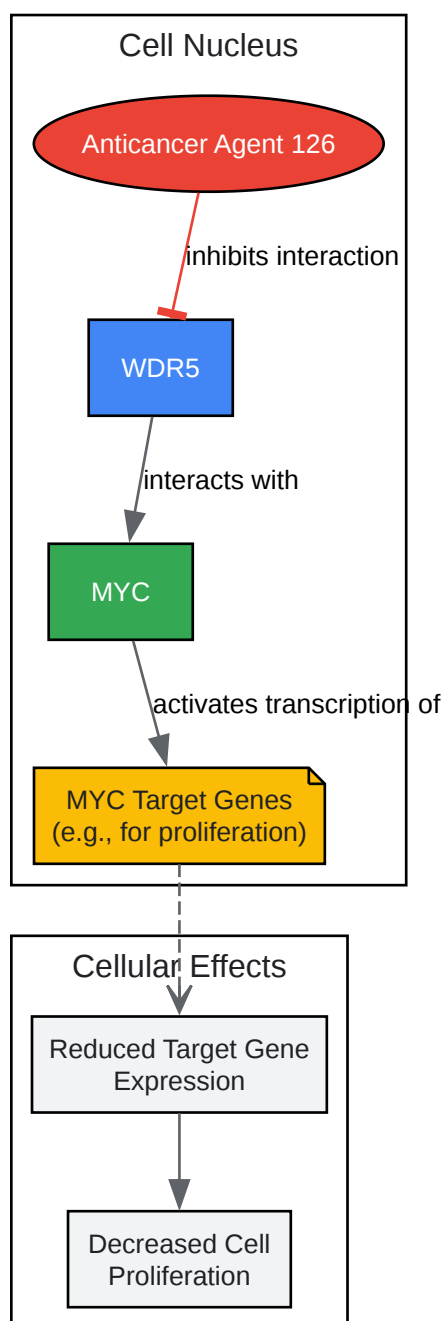 Cell Nucleus
Anticancer Agent 126
inhibits interaction
WDR5
interacts with
MYC
activates transcription of
MYC Target Genes
(e.g., for proliferation)
Cellular Effects
Reduced Target Gene
Expression
Decreased Cell
Proliferation